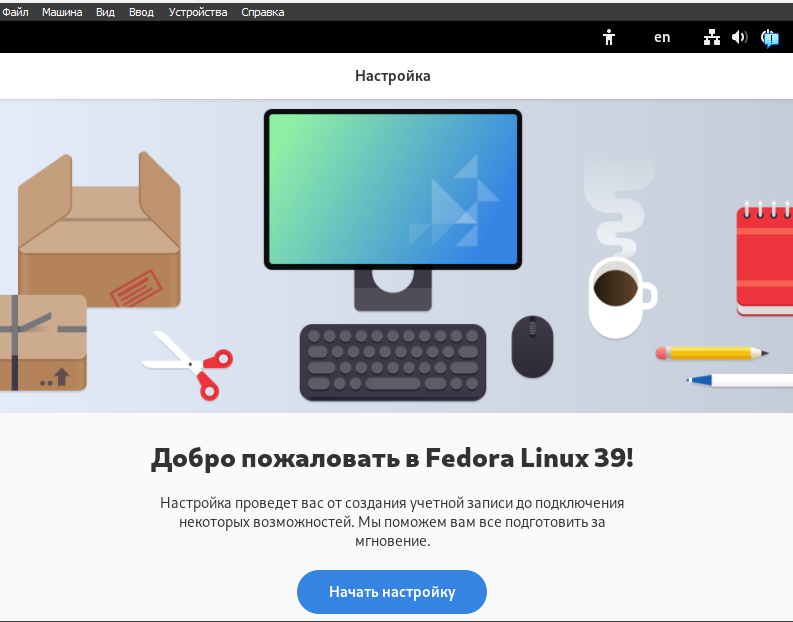 Файл Машина Вид Ввод Устройства Справка
en
Настройка
Добро пожаловать в Fedora Linux 39!
Настройка проведет вас от создания учетной записи до подключения
некоторых возможностей. Мы поможем вам все подготовить за
мгновение.
Начать настройку